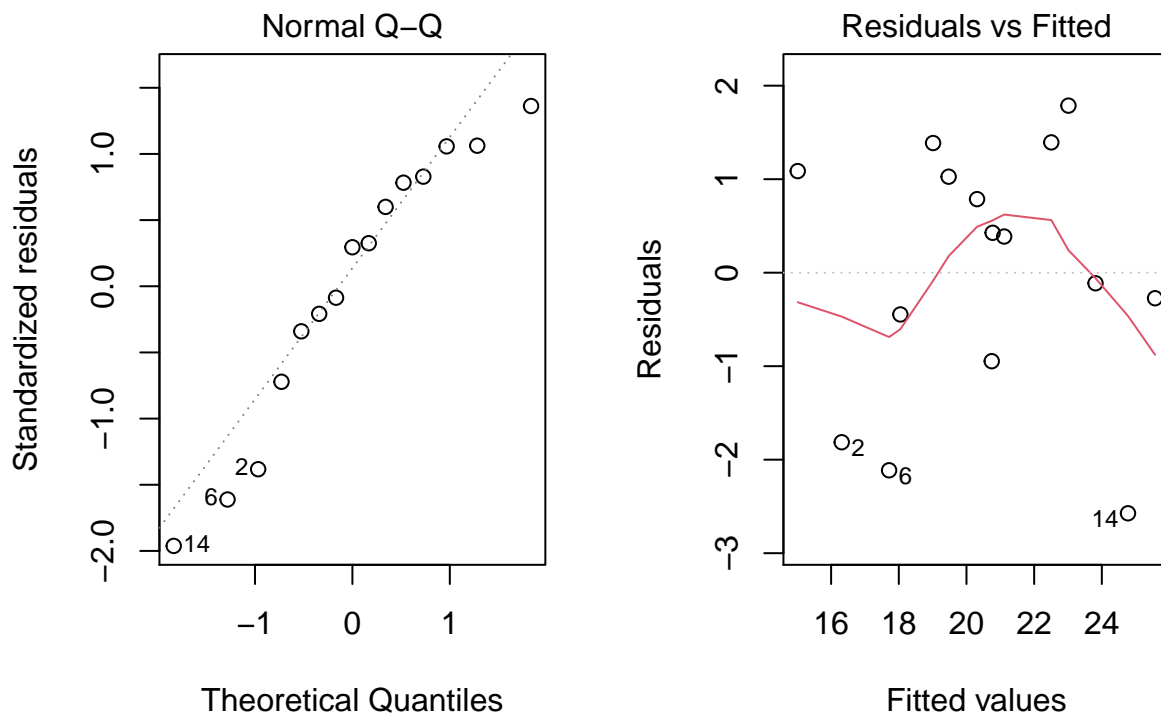 Normal Q−Q
Standardized residuals
1.0
0.0
−1.0
−2.0
2
6
14
−1 0 1
Theoretical Quantiles
Residuals vs Fitted
Residuals
2
1
0
−1
−2
−3
2
6
14
16 18 20 22 24
Fitted values